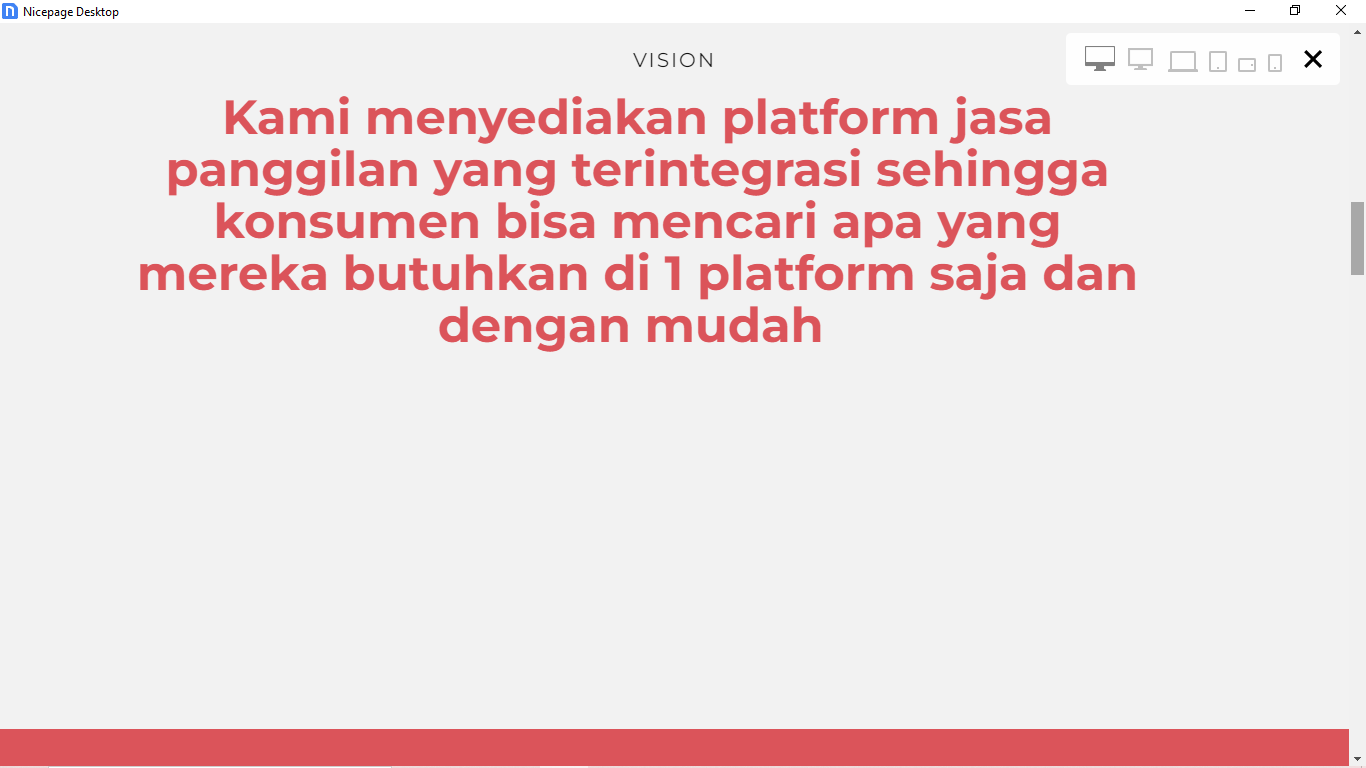 Nicepage Desktop
VISION
Kami menyediakan platform jasa
panggilan yang terintegrasi sehingga
konsumen bisa mencari apa yang
mereka butuhkan di 1 platform saja dan
dengan mudah